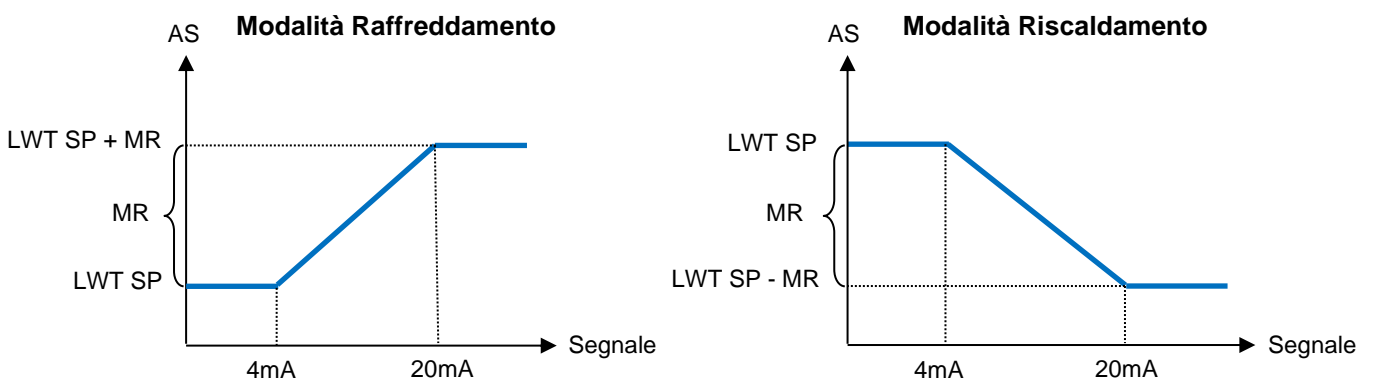 Modalità Raffreddamento
AS
LWT SP + MR
MR
LWT SP
4mA
20mA
Segnale
Modalità Riscaldamento
AS
LWT SP
MR
LWT SP - MR
4mA
20mA
Segnale